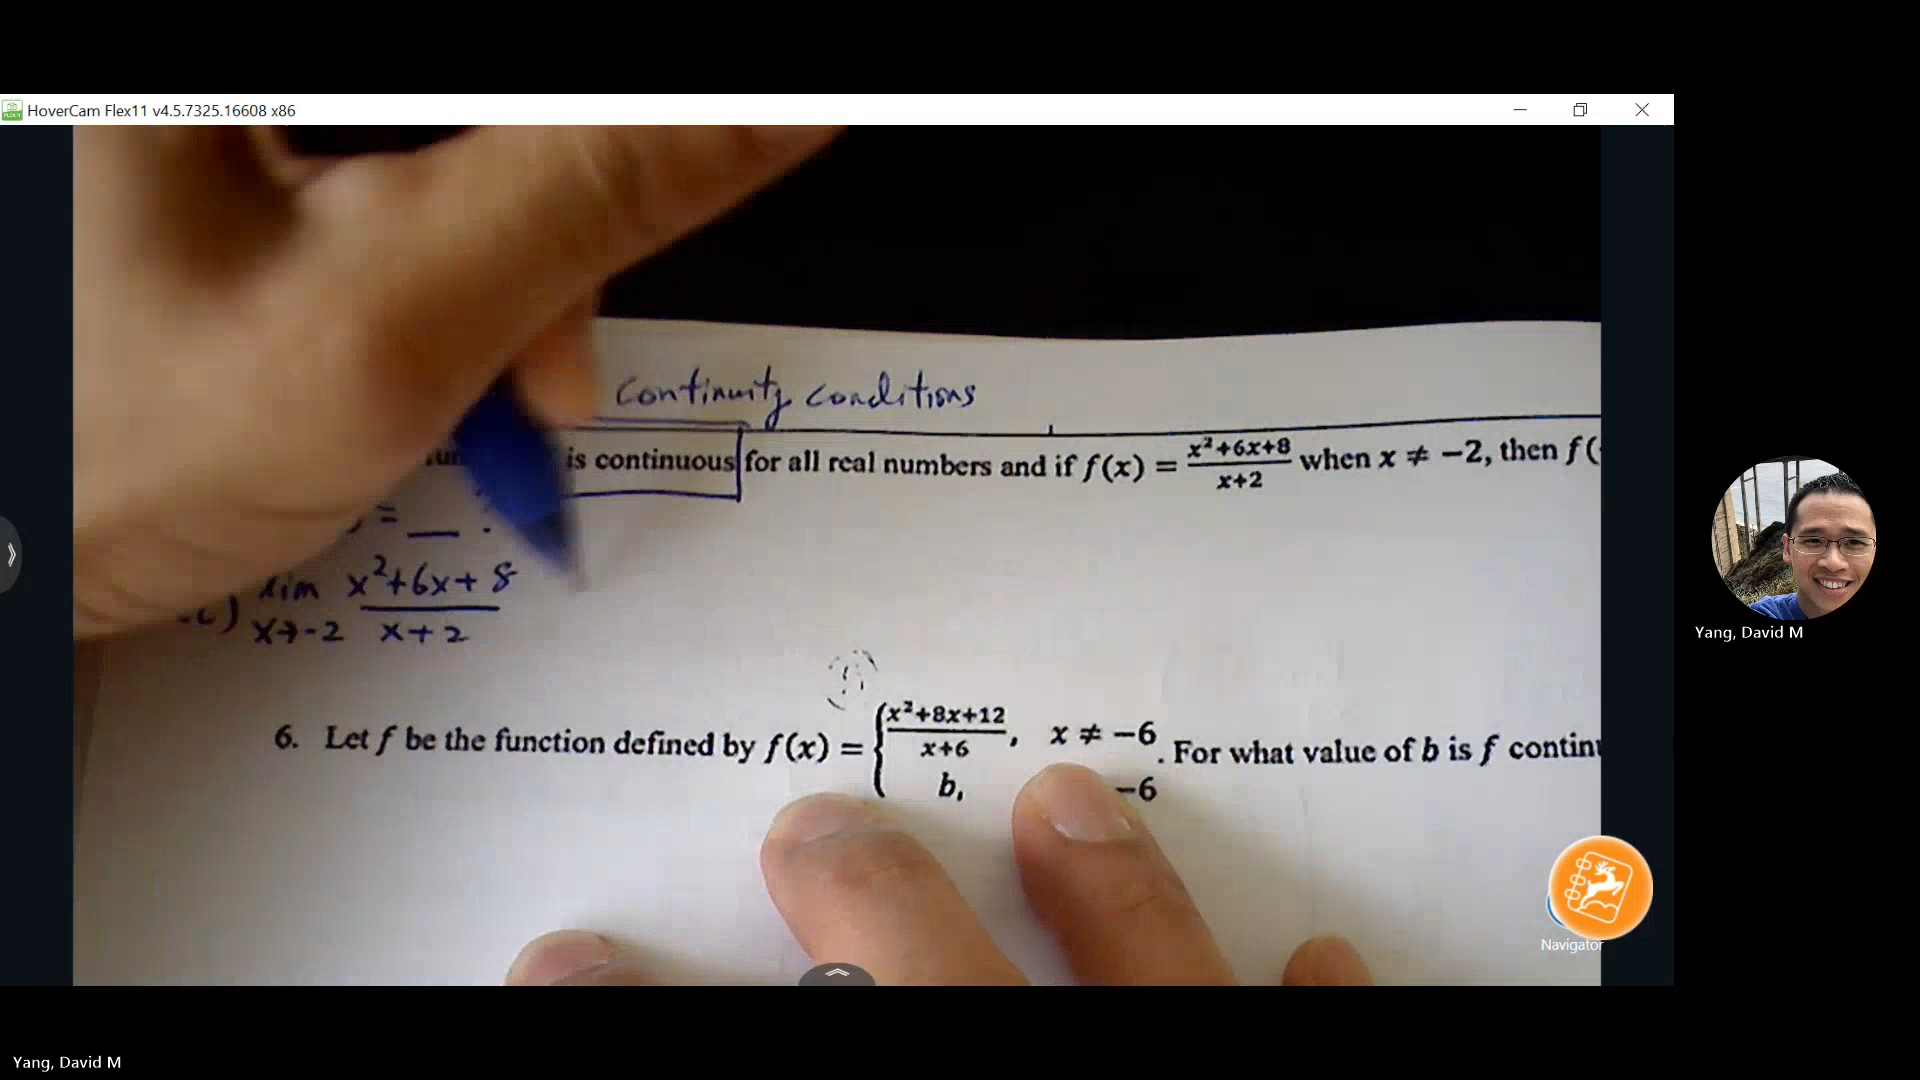 HoverCam Flex11 v4.5.7325.16608 x86
Continuity conditions
is continuous for all real numbers and if f(x) = x²+6x+8 / x+2 when x ≠ −2, then f(
) = __ .
lim x→-2 x²+6x+8 / x+2
6. Let f be the function defined by f(x) = { x²+8x+12 / x+6, x ≠ −6 . For what value of b is f contin
b, −6
Navigator
Yang, David M
Yang, David M